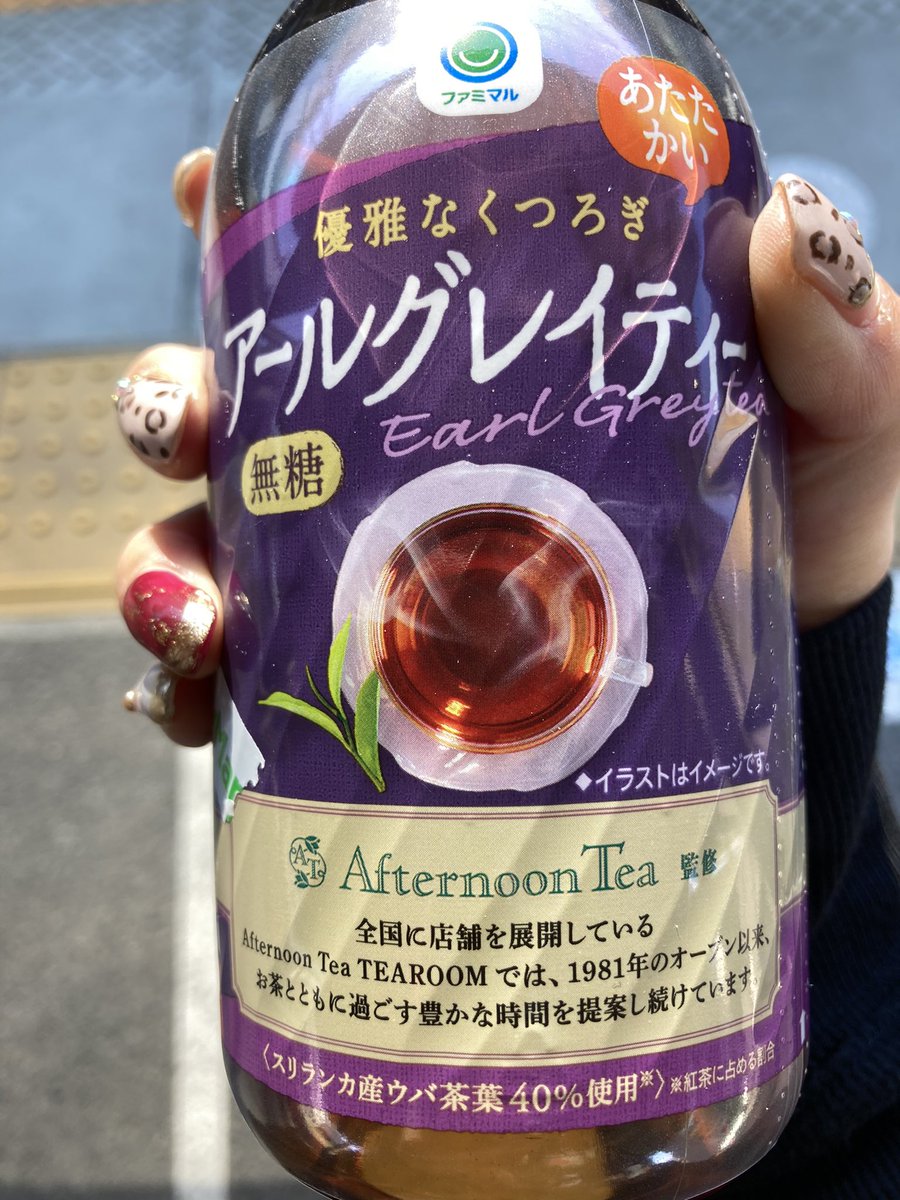 ファミマル
あたた
かい
優雅なくつろぎ
アールグレイティー
Earl Grey tea
無糖
◆イラストはイメージです。
AT
Afternoon Tea 監修
全国に店舗を展開している
Afternoon Tea TEAROOM では、1981年のオープン以来、
お茶とともに過ごす豊かな時間を提案し続けています。
〈スリランカ産ウバ茶葉40%使用※〉※紅茶に占める割合